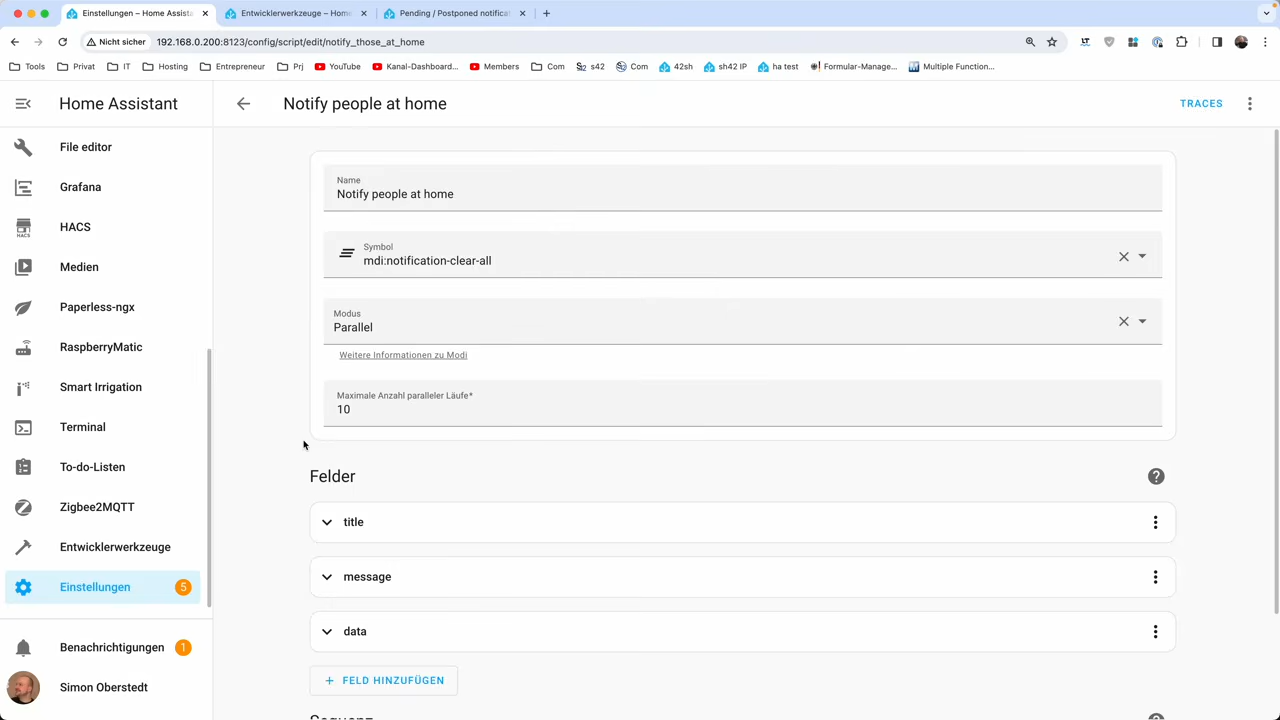 Einstellungen – Home Assista
Entwicklerwerkzeuge – Home
Pending / Postponed notificat
Nicht sicher
192.168.0.200:8123/config/script/edit/notify_those_at_home
Tools
Privat
IT
Hosting
Entrepreneur
Prj
YouTube
Kanal-Dashboard...
Members
Com
s42
Com
42sh
sh42 IP
ha test
Formular-Manage...
Multiple Function...
Home Assistant
Notify people at home
TRACES
File editor
Grafana
HACS
HACS
Medien
Paperless-ngx
RaspberryMatic
Smart Irrigation
Terminal
To-do-Listen
Zigbee2MQTT
Entwicklerwerkzeuge
Einstellungen
5
Benachrichtigungen
1
Simon Oberstedt
Name
Notify people at home
Symbol
mdi:notification-clear-all
Modus
Parallel
Weitere Informationen zu Modi
Maximale Anzahl paralleler Läufe*
10
Felder
title
message
data
+ FELD HINZUFÜGEN
Sequenz